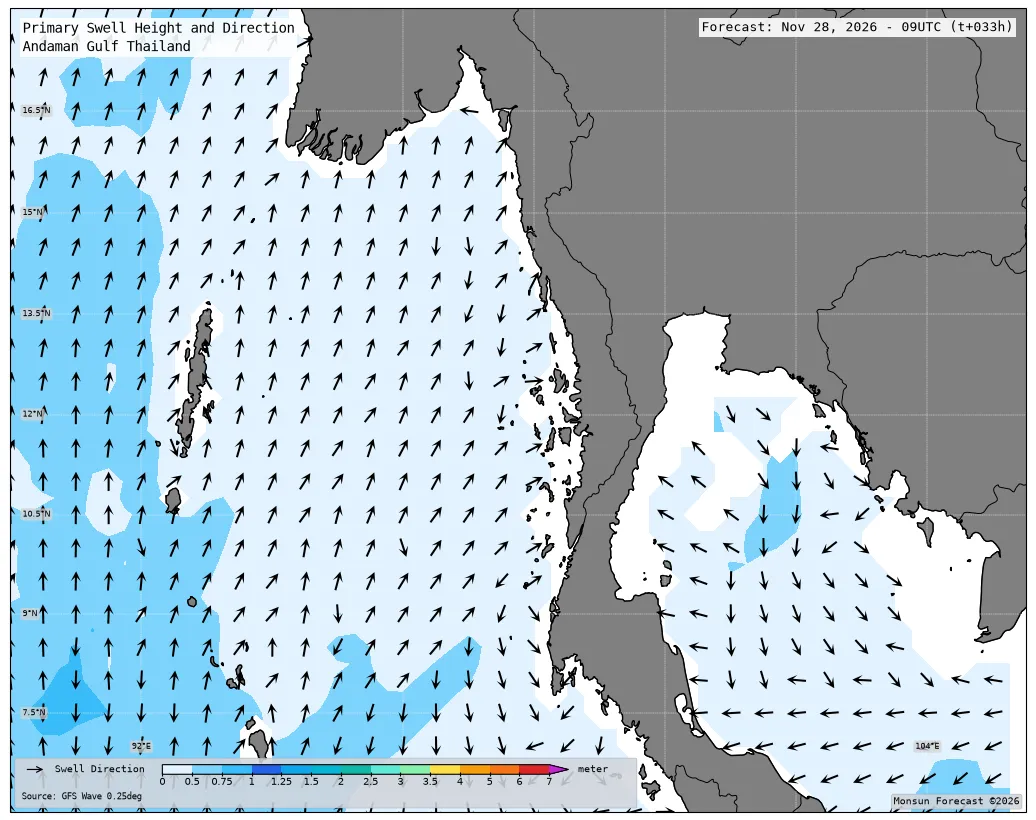 Primary Swell Height and Direction
Andaman Gulf Thailand
Forecast: Nov 28, 2026 - 09UTC (t+033h)
16.5°N
15°N
13.5°N
12°N
10.5°N
9°N
7.5°N
92°E
104°E
Swell Direction
meter
0 0.5 0.75 1 1.25 1.5 2 2.5 3 3.5 4 5 6 7
Source: GFS Wave 0.25deg
Monsun Forecast ©2026